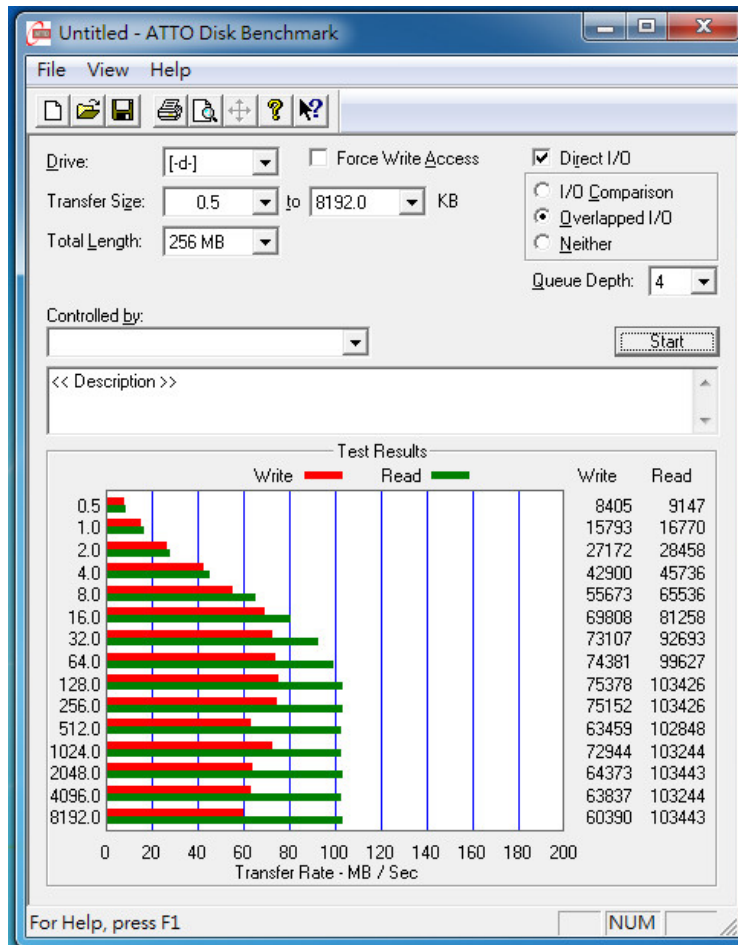 Untitled - ATTO Disk Benchmark
File View Help
Drive: [-d-] Force Write Access Direct I/O
Transfer Size: 0.5 to 8192.0 KB I/O Comparison
Overlapped I/O
Total Length: 256 MB Neither
Queue Depth: 4
Controlled by:
Start
<< Description >>
Test Results
Write Read Write Read
0.5 8405 9147
1.0 15793 16770
2.0 27172 28458
4.0 42900 45736
8.0 55673 65536
16.0 69808 81258
32.0 73107 92693
64.0 74381 99627
128.0 75378 103426
256.0 75152 103426
512.0 63459 102848
1024.0 72944 103244
2048.0 64373 103443
4096.0 63837 103244
8192.0 60390 103443
0 20 40 60 80 100 120 140 160 180 200
Transfer Rate - MB / Sec
For Help, press F1 NUM